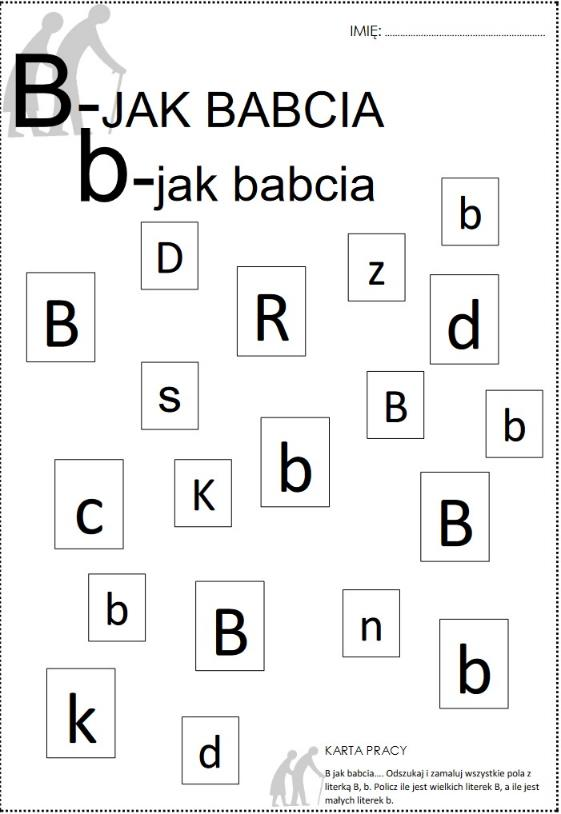 IMIĘ: ................................................................
B-JAK BABCIA
b-jak babcia
b
D
z
B
R
d
s
B
b
b
c
K
B
b
B
n
b
k
d
KARTA PRACY
B jak babcia.... Odszukaj i zamaluj wszystkie pola z
literką B, b. Policz ile jest wielkich literek B, a ile jest
małych literek b.